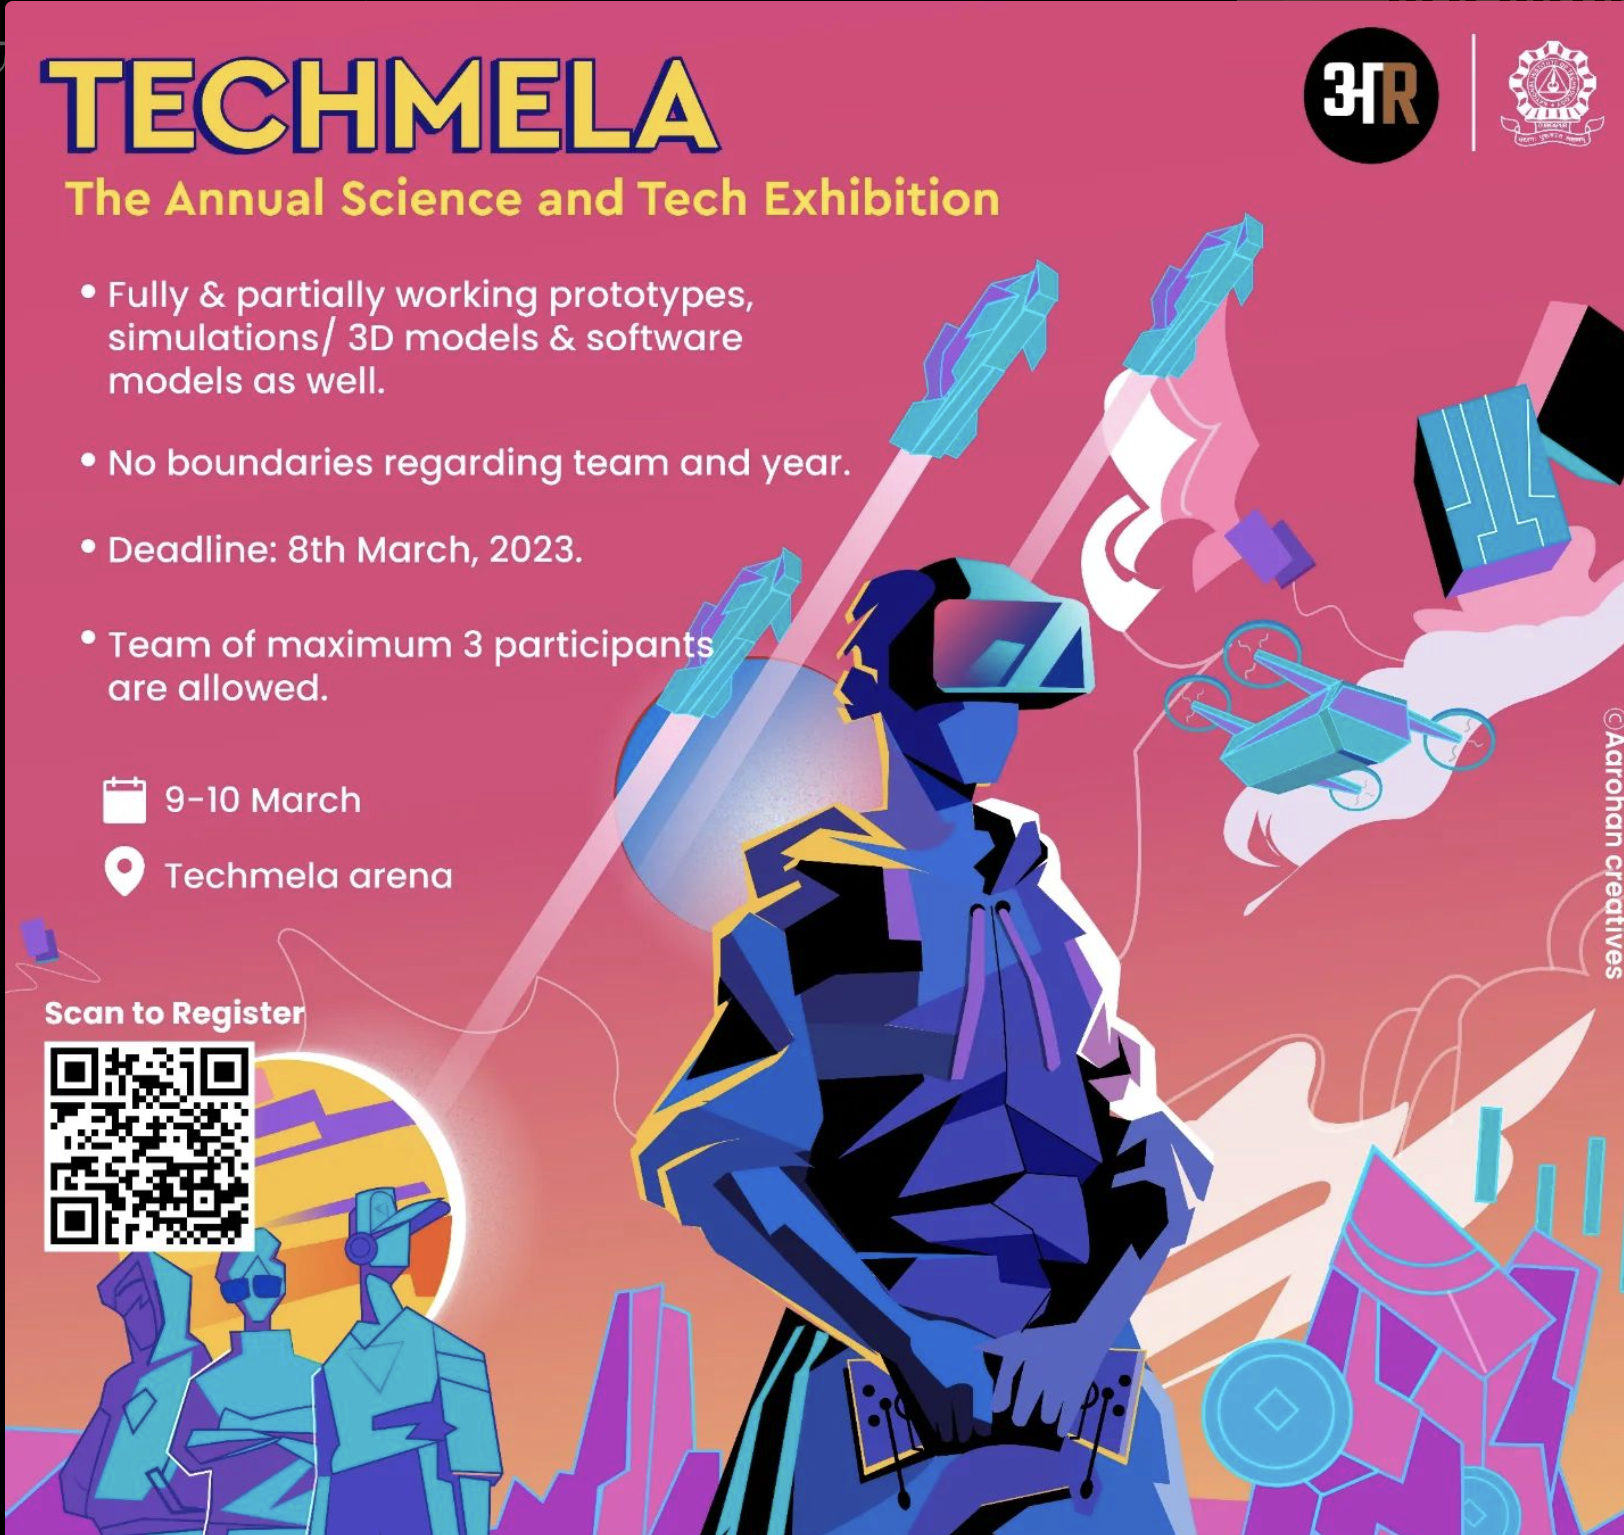 TECHMELA
The Annual Science and Tech Exhibition
अR
• Fully & partially working prototypes,
simulations/ 3D models & software
models as well.
• No boundaries regarding team and year.
• Deadline: 8th March, 2023.
• Team of maximum 3 participants
are allowed.
9-10 March
Techmela arena
Scan to Register
©Aarohan creatives